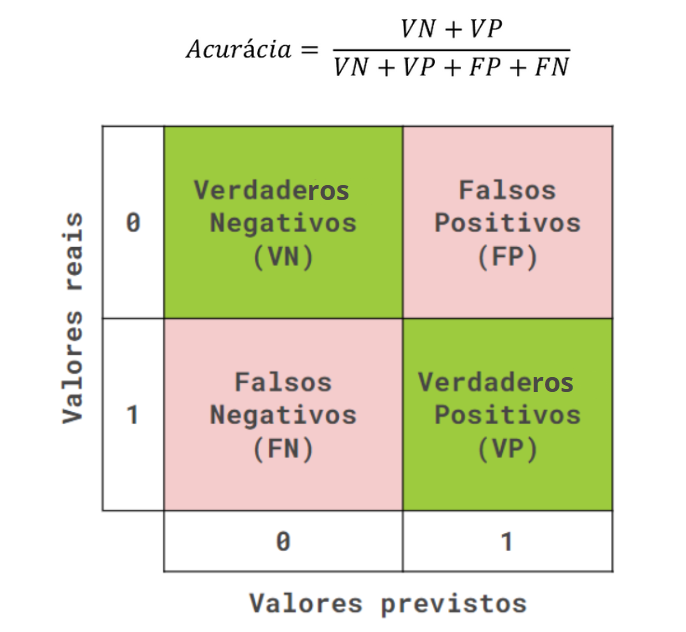 Acurácia = VN + VP / VN + VP + FP + FN
Verdaderos
Negativos
(VN)
Falsos
Positivos
(FP)
0
Falsos
Negativos
(FN)
Verdaderos
Positivos
(VP)
1
Valores reais
0
1
Valores previstos